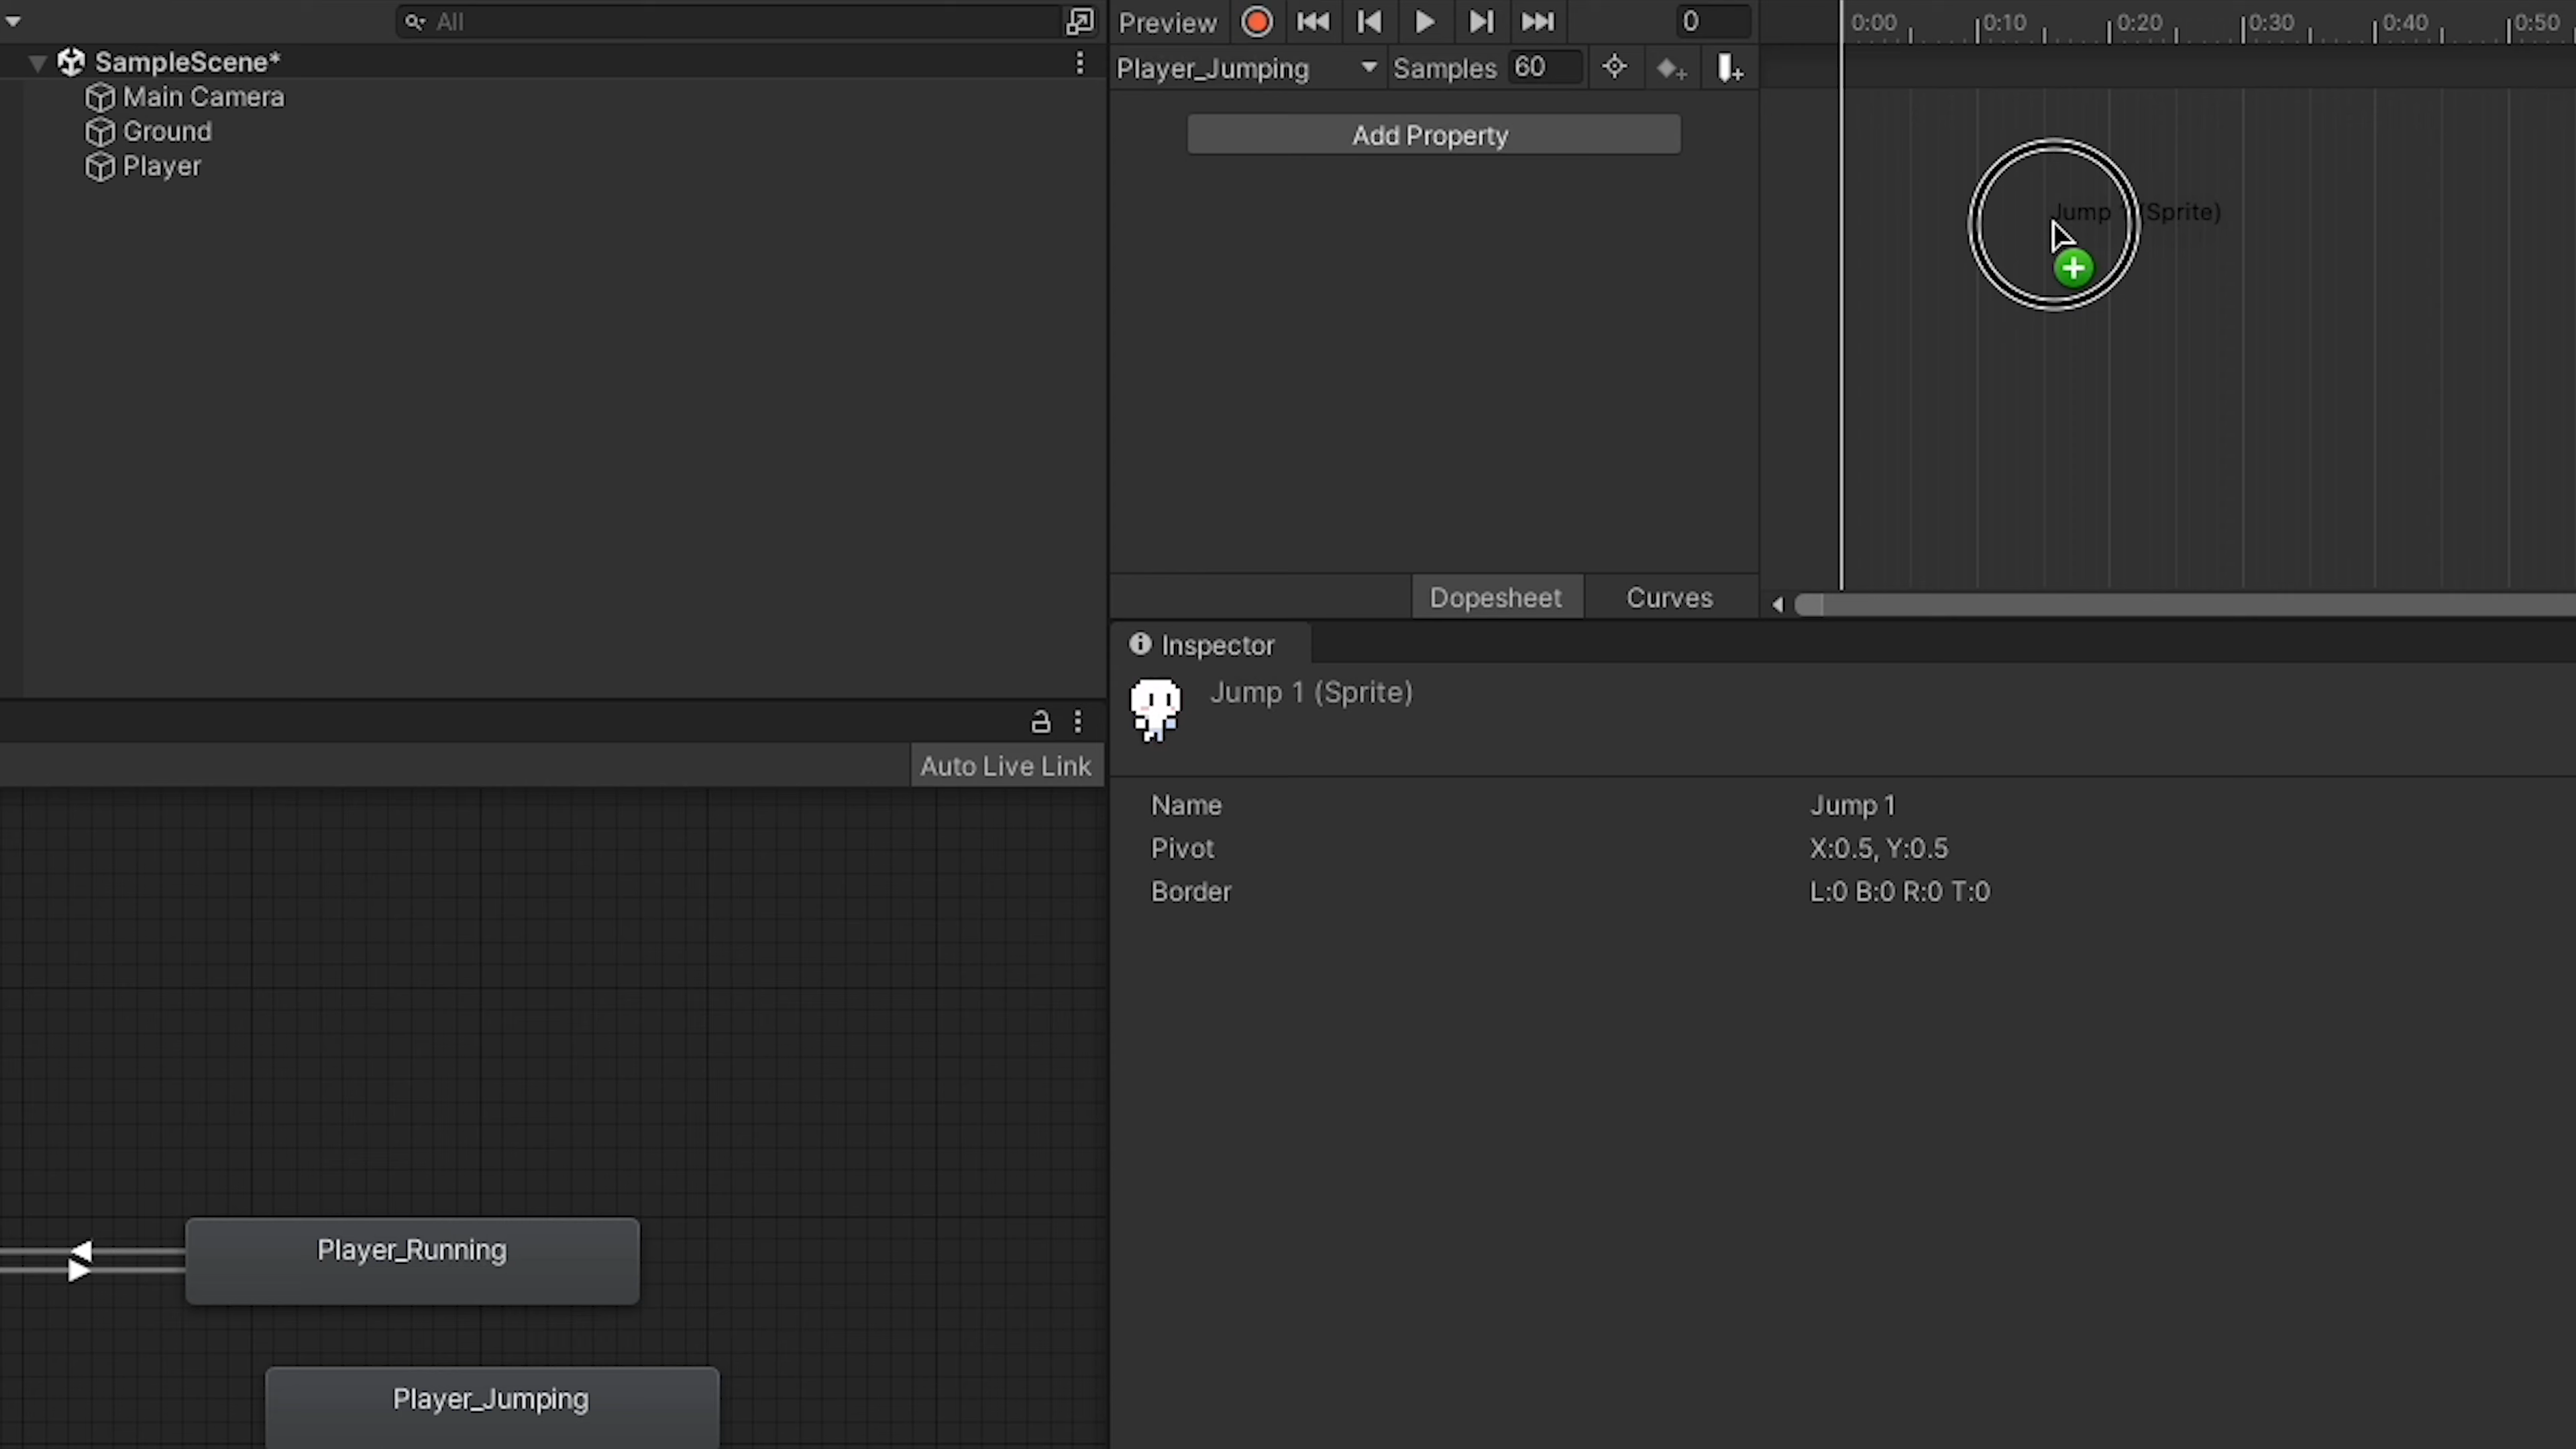 All
SampleScene*
Main Camera
Ground
Player
Preview
0
0:00
0:10
0:20
0:30
0:40
0:50
Player_Jumping
Samples
60
Add Property
Jump 1 (Sprite)
Dopesheet
Curves
Inspector
Jump 1 (Sprite)
Auto Live Link
Name
Jump 1
Pivot
X:0.5, Y:0.5
Border
L:0 B:0 R:0 T:0
Player_Running
Player_Jumping